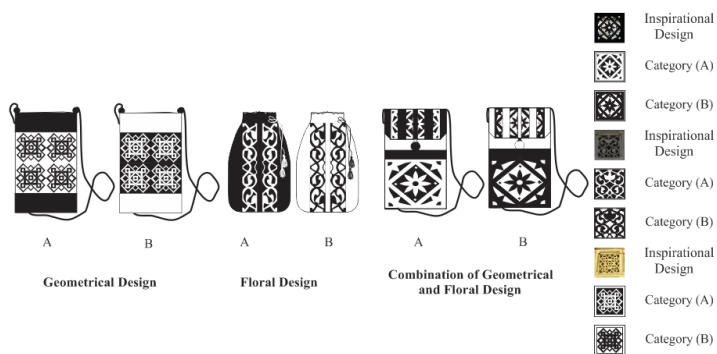 A
B
A
B
A
B
Geometrical Design
Floral Design
Combination of Geometrical
and Floral Design
Inspirational
Design
Category (A)
Category (B)
Inspirational
Design
Category (A)
Category (B)
Inspirational
Design
Category (A)
Category (B)